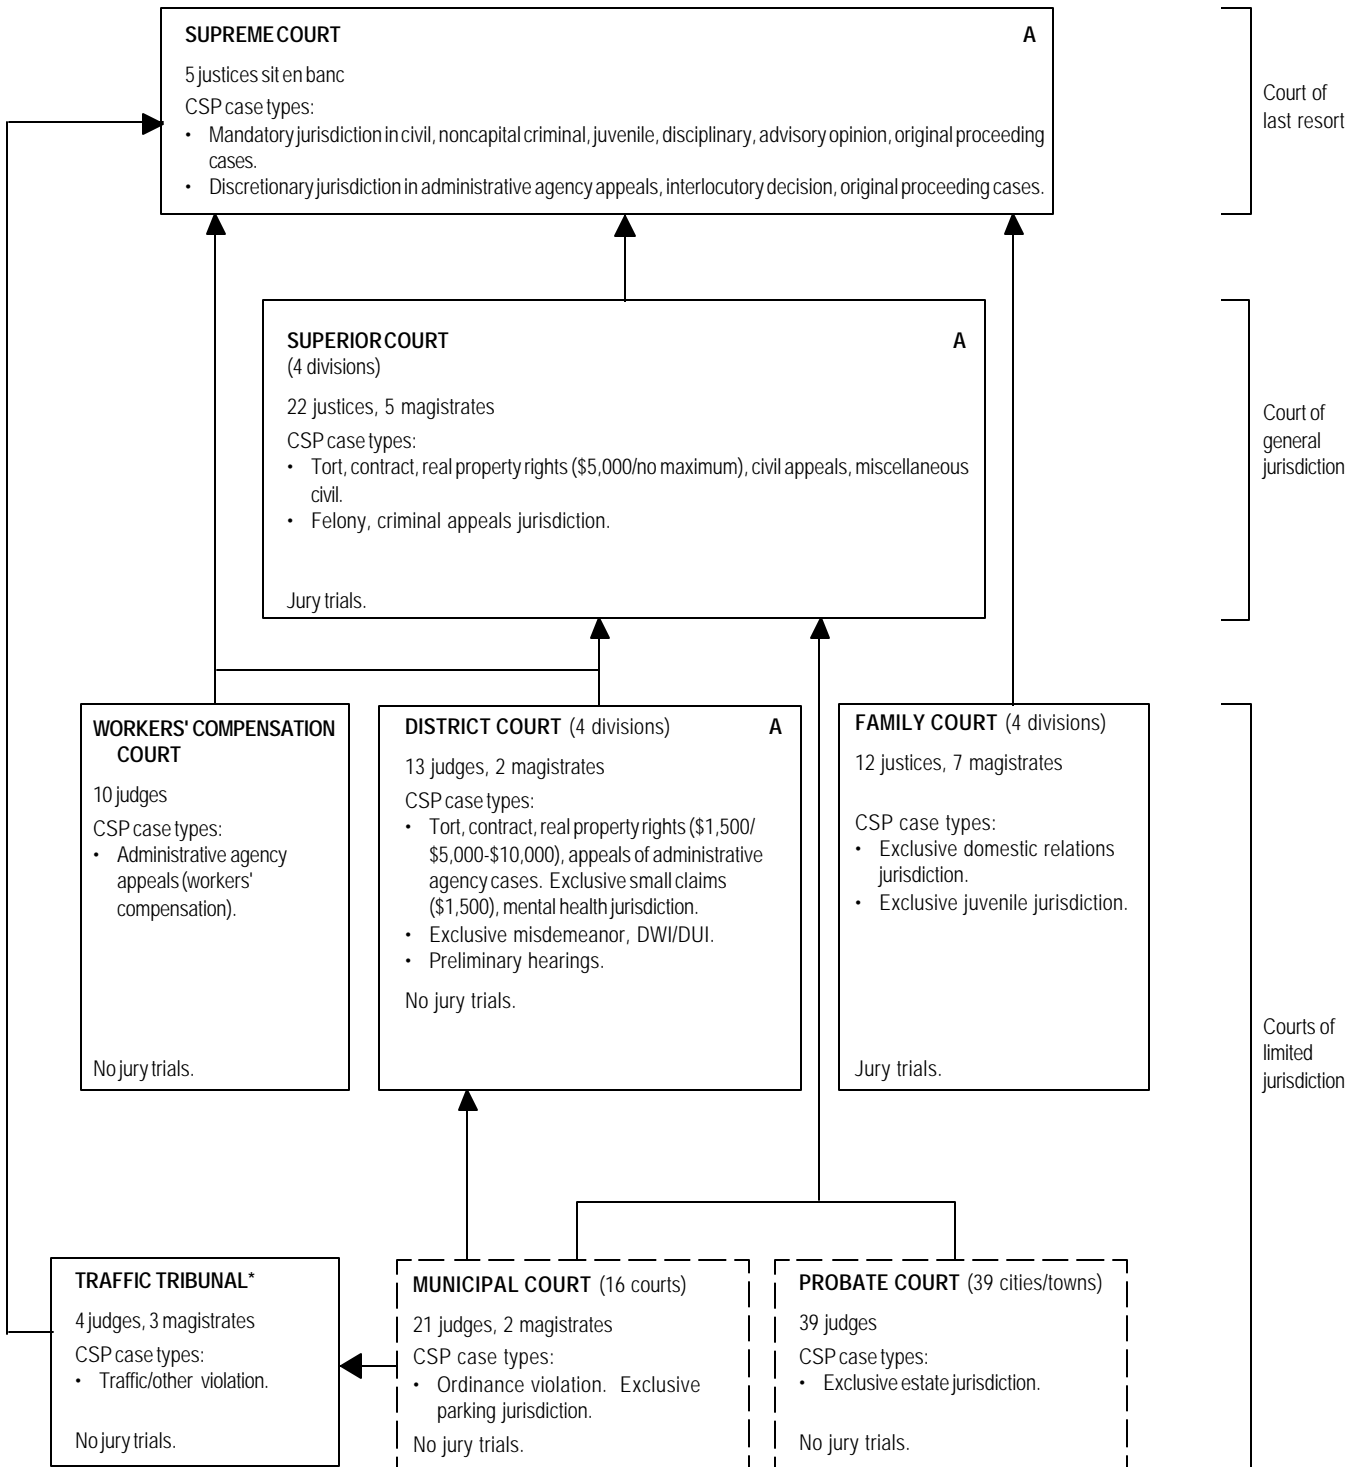 SUPREME COURT A
5 justices sit en banc
CSP case types:
• Mandatory jurisdiction in civil, noncapital criminal, juvenile, disciplinary, advisory opinion, original proceeding
cases.
• Discretionary jurisdiction in administrative agency appeals, interlocutory decision, original proceeding cases.
Court of
last resort
SUPERIOR COURT A
(4 divisions)
22 justices, 5 magistrates
CSP case types:
• Tort, contract, real property rights ($5,000/no maximum), civil appeals, miscellaneous
civil.
• Felony, criminal appeals jurisdiction.
Jury trials.
Court of
general
jurisdiction
WORKERS' COMPENSATION
COURT
10 judges
CSP case types:
• Administrative agency
appeals (workers'
compensation).
No jury trials.
DISTRICT COURT (4 divisions) A
13 judges, 2 magistrates
CSP case types:
• Tort, contract, real property rights ($1,500/
$5,000-$10,000), appeals of administrative
agency cases. Exclusive small claims
($1,500), mental health jurisdiction.
• Exclusive misdemeanor, DWI/DUI.
• Preliminary hearings.
No jury trials.
FAMILY COURT (4 divisions)
12 justices, 7 magistrates
CSP case types:
• Exclusive domestic relations
jurisdiction.
• Exclusive juvenile jurisdiction.
Jury trials.
Courts of
limited
jurisdiction
TRAFFIC TRIBUNAL*
4 judges, 3 magistrates
CSP case types:
• Traffic/other violation.
No jury trials.
MUNICIPAL COURT (16 courts)
21 judges, 2 magistrates
CSP case types:
• Ordinance violation. Exclusive
parking jurisdiction.
No jury trials.
PROBATE COURT (39 cities/towns)
39 judges
CSP case types:
• Exclusive estate jurisdiction.
No jury trials.